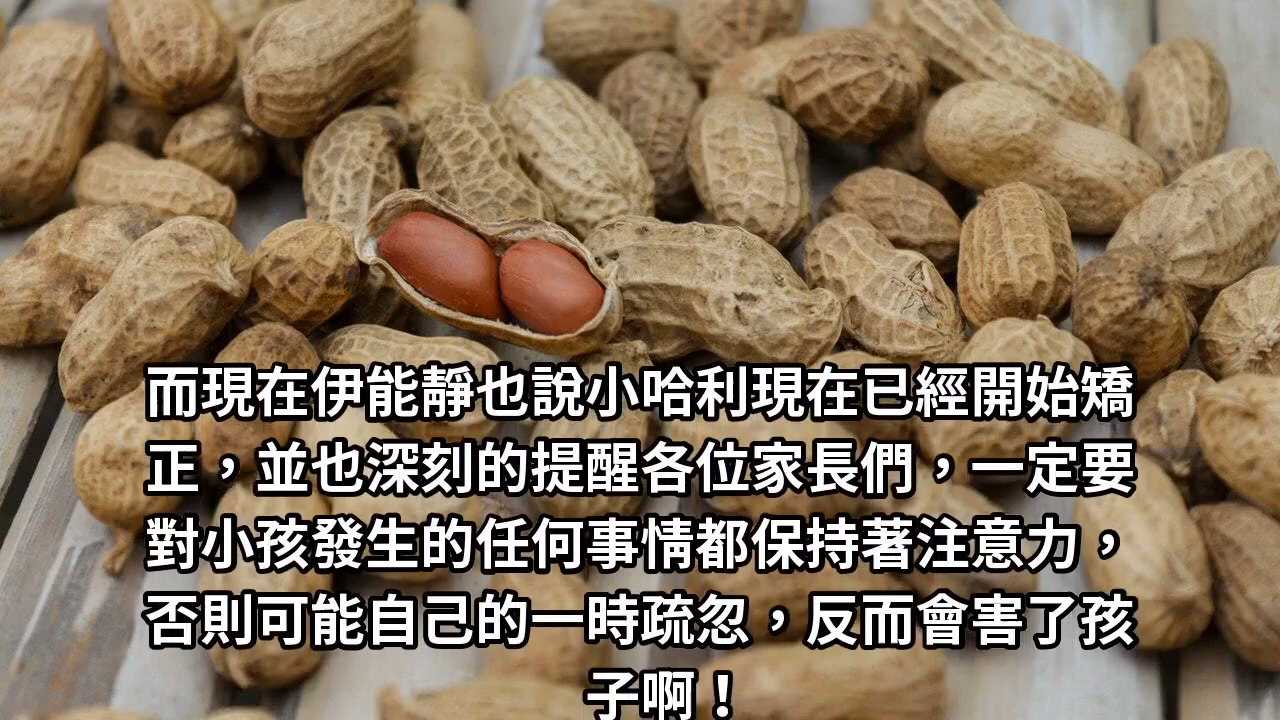 而現在伊能靜也說小哈利現在已經開始矯
正，並也深刻的提醒各位家長們，一定要
對小孩發生的任何事情都保持著注意力，
否則可能自己的一時疏忽，反而會害了孩
子啊！